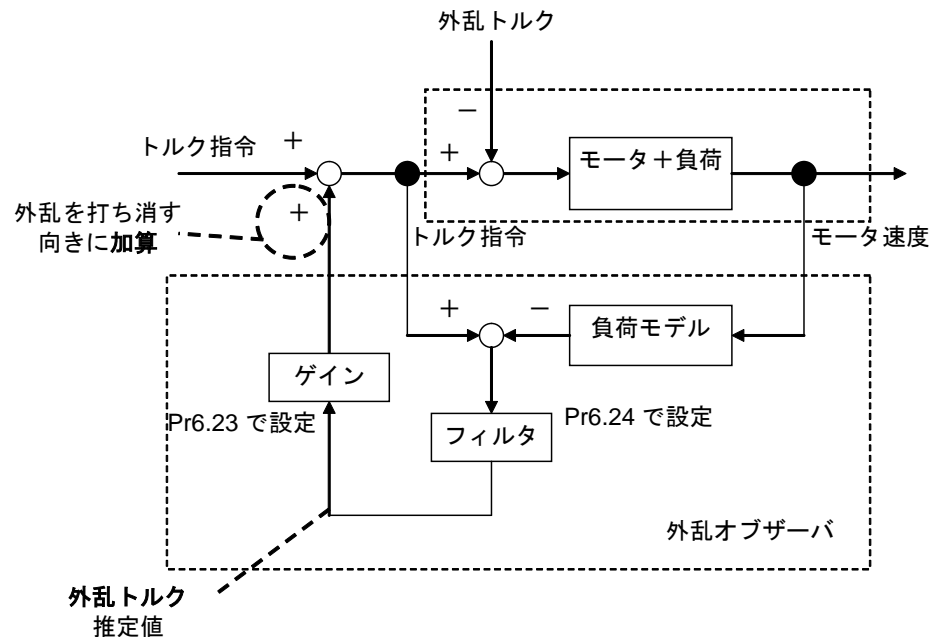 外乱トルク
−
トルク指令
+
+
モータ+負荷
外乱を打ち消す
向きに加算
+
トルク指令
モータ速度
+
−
負荷モデル
ゲイン
Pr6.23 で設定
Pr6.24 で設定
フィルタ
外乱オブザーバ
外乱トルク
推定値